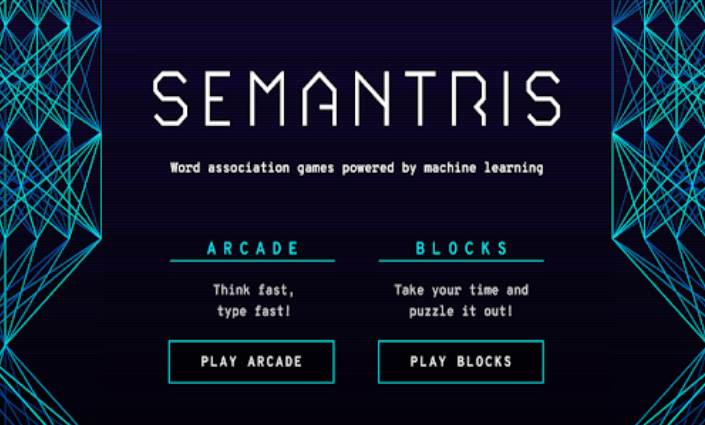 SEMANTRIS
Word association games powered by machine learning
ARCADE
Think fast,
type fast!
PLAY ARCADE
BLOCKS
Take your time and
puzzle it out!
PLAY BLOCKS